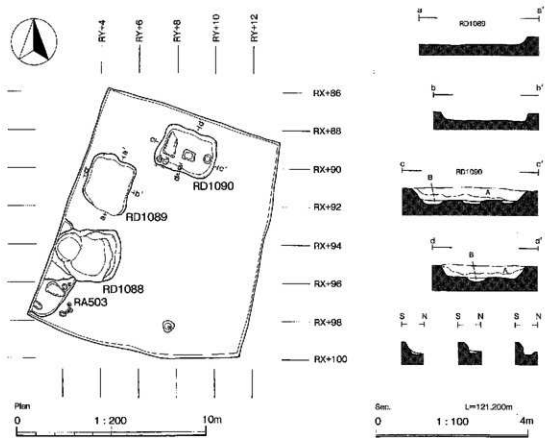 RY+4
RY+6
RY+8
RY+10
RY+12
RX+86
RX+88
RX+90
RX+92
RX+94
RX+96
RX+98
RX+100
RD1090
RD1089
RD1088
RA503
Plan
0 1 : 200 10m
a RD1089 a'
b b'
c RD1090 c'
B A
d d'
B A
S N S N S N
Sec. L=121.200m
0 1 : 100 4m